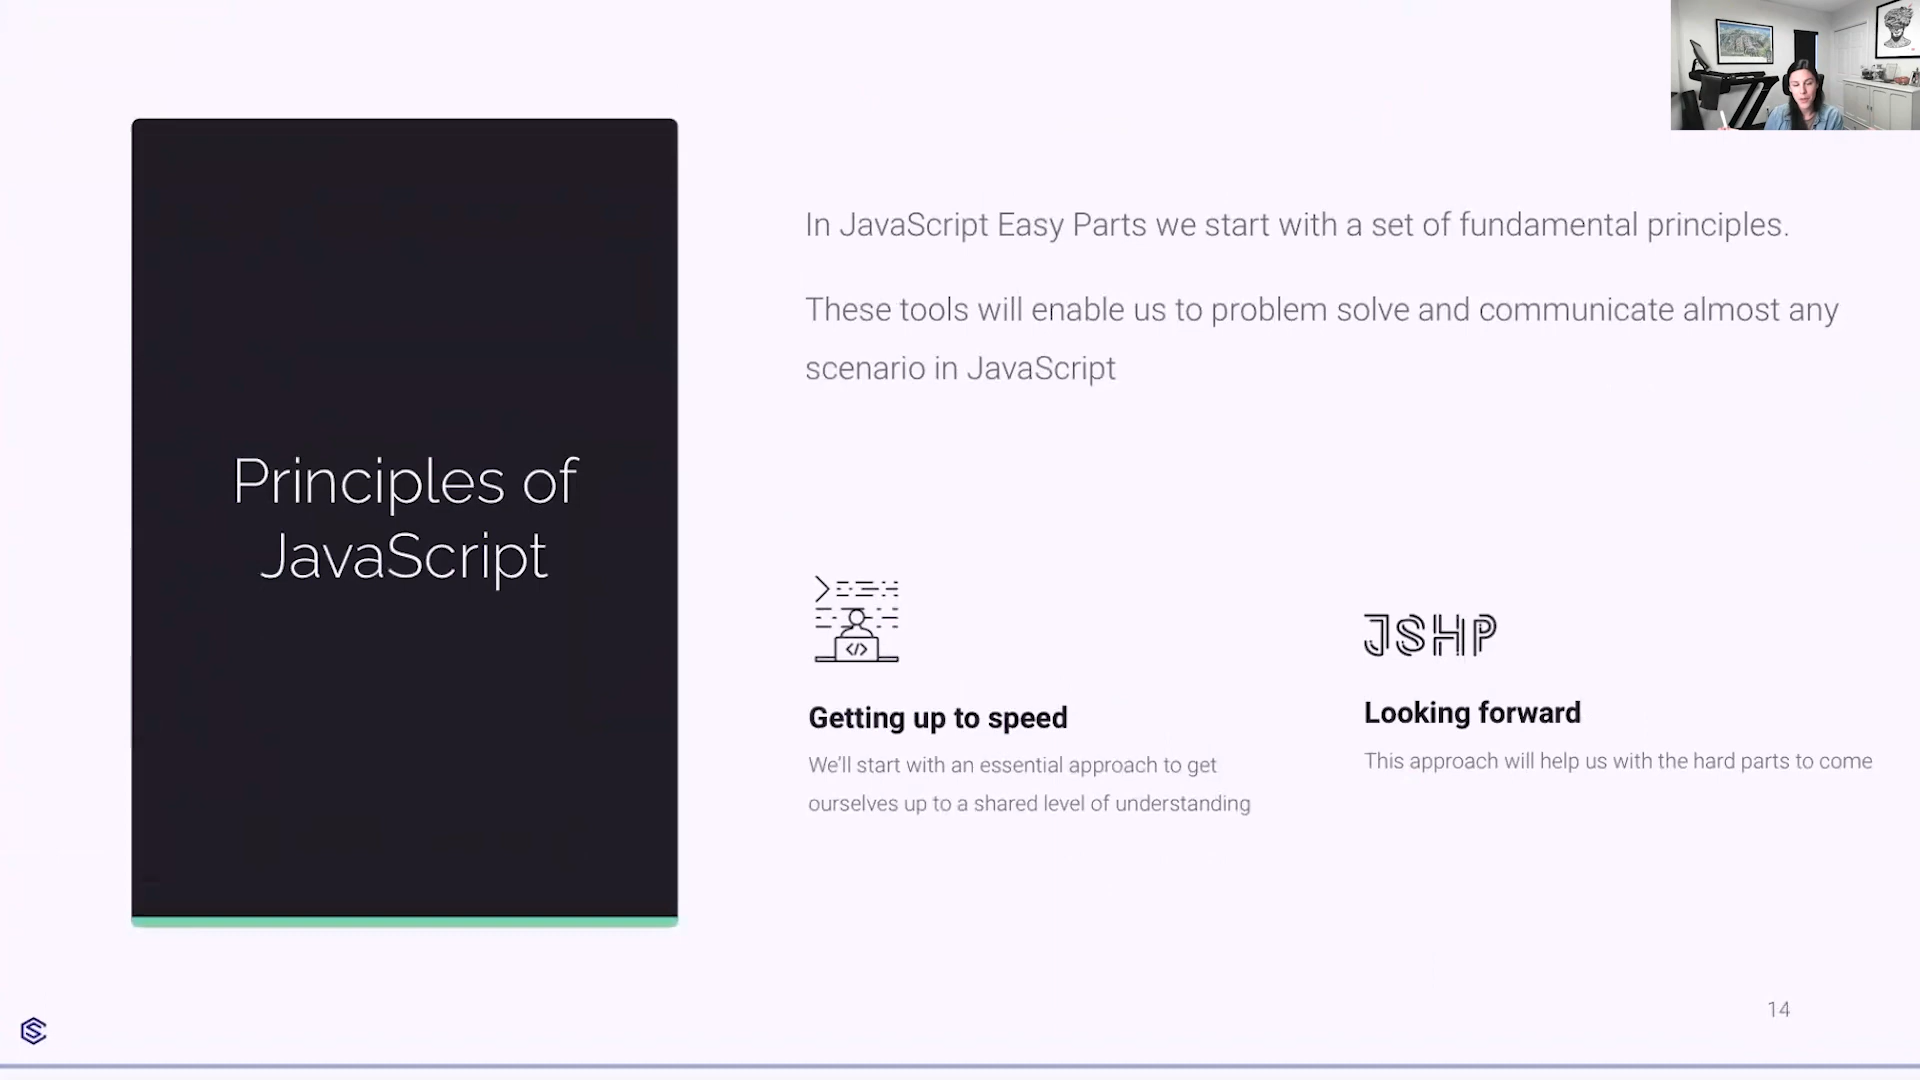 Principles of
JavaScript
In JavaScript Easy Parts we start with a set of fundamental principles.
These tools will enable us to problem solve and communicate almost any
scenario in JavaScript
</>
Getting up to speed
We'll start with an essential approach to get
ourselves up to a shared level of understanding
JSHP
Looking forward
This approach will help us with the hard parts to come
14